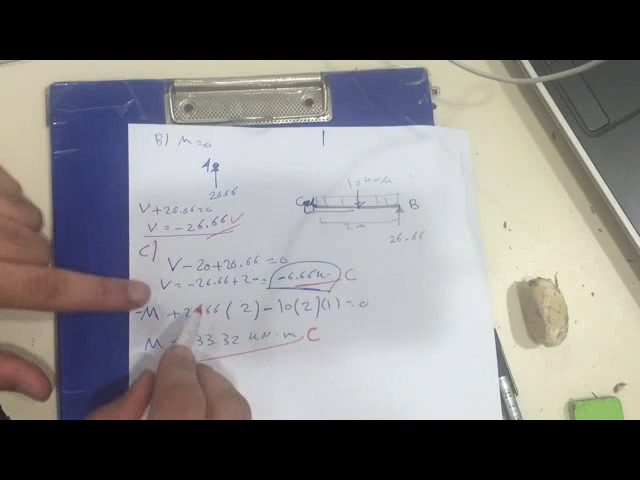 B) M=0
26.66
V+26.66=0
V=-26.66
C)
V-20+26.66=0
V=-26.66+20=-6.66 C
-M + 26.66(2)-10(2)(1)=0
M = 33.32 kN.m C
10 kN/m
C
B
2m
26.66